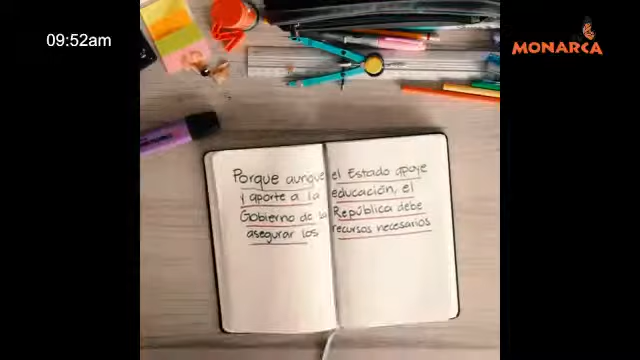 09:52am
MONARCA
Porque aunque el Estado apoye
y aporte a la educación, el
Gobierno de la República debe
asegurar los recursos necesarios